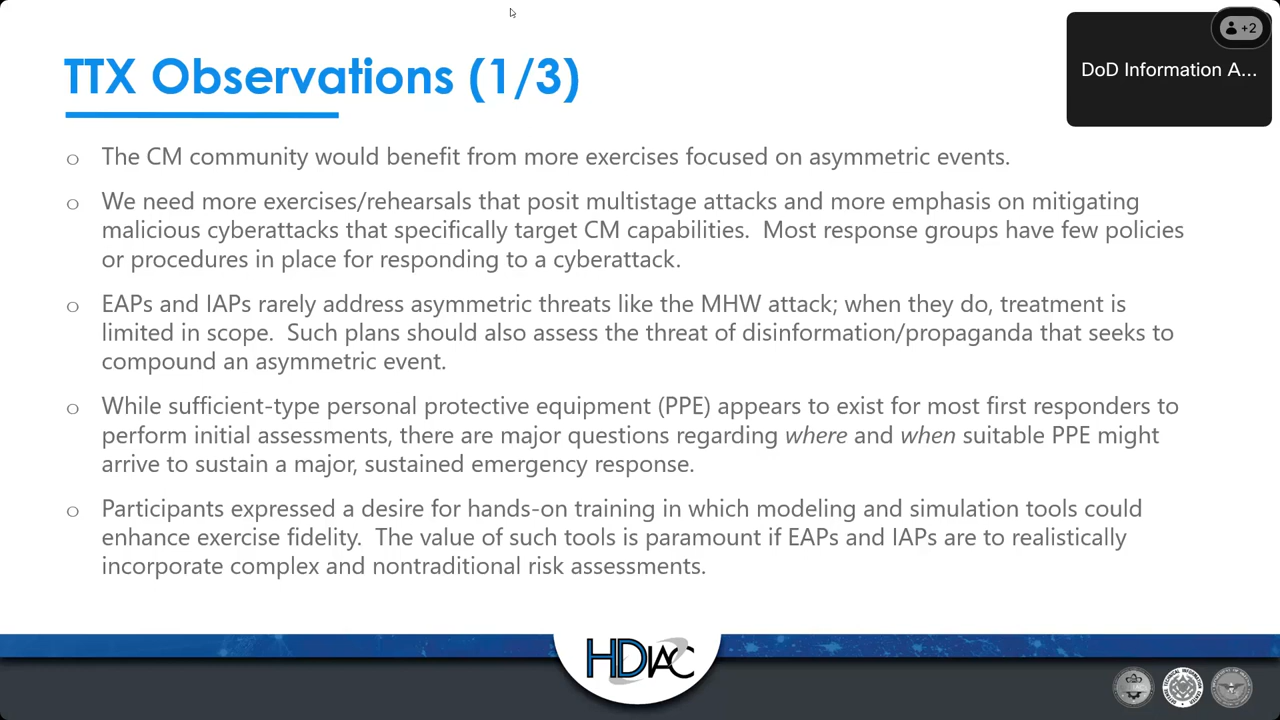 TTX Observations (1/3)
+2
DoD Information A...
o The CM community would benefit from more exercises focused on asymmetric events.
o We need more exercises/rehearsals that posit multistage attacks and more emphasis on mitigating
malicious cyberattacks that specifically target CM capabilities.  Most response groups have few policies
or procedures in place for responding to a cyberattack.
o EAPs and IAPs rarely address asymmetric threats like the MHW attack; when they do, treatment is
limited in scope.  Such plans should also assess the threat of disinformation/propaganda that seeks to
compound an asymmetric event.
o While sufficient-type personal protective equipment (PPE) appears to exist for most first responders to
perform initial assessments, there are major questions regarding where and when suitable PPE might
arrive to sustain a major, sustained emergency response.
o Participants expressed a desire for hands-on training in which modeling and simulation tools could
enhance exercise fidelity.  The value of such tools is paramount if EAPs and IAPs are to realistically
incorporate complex and nontraditional risk assessments.
HDIAC